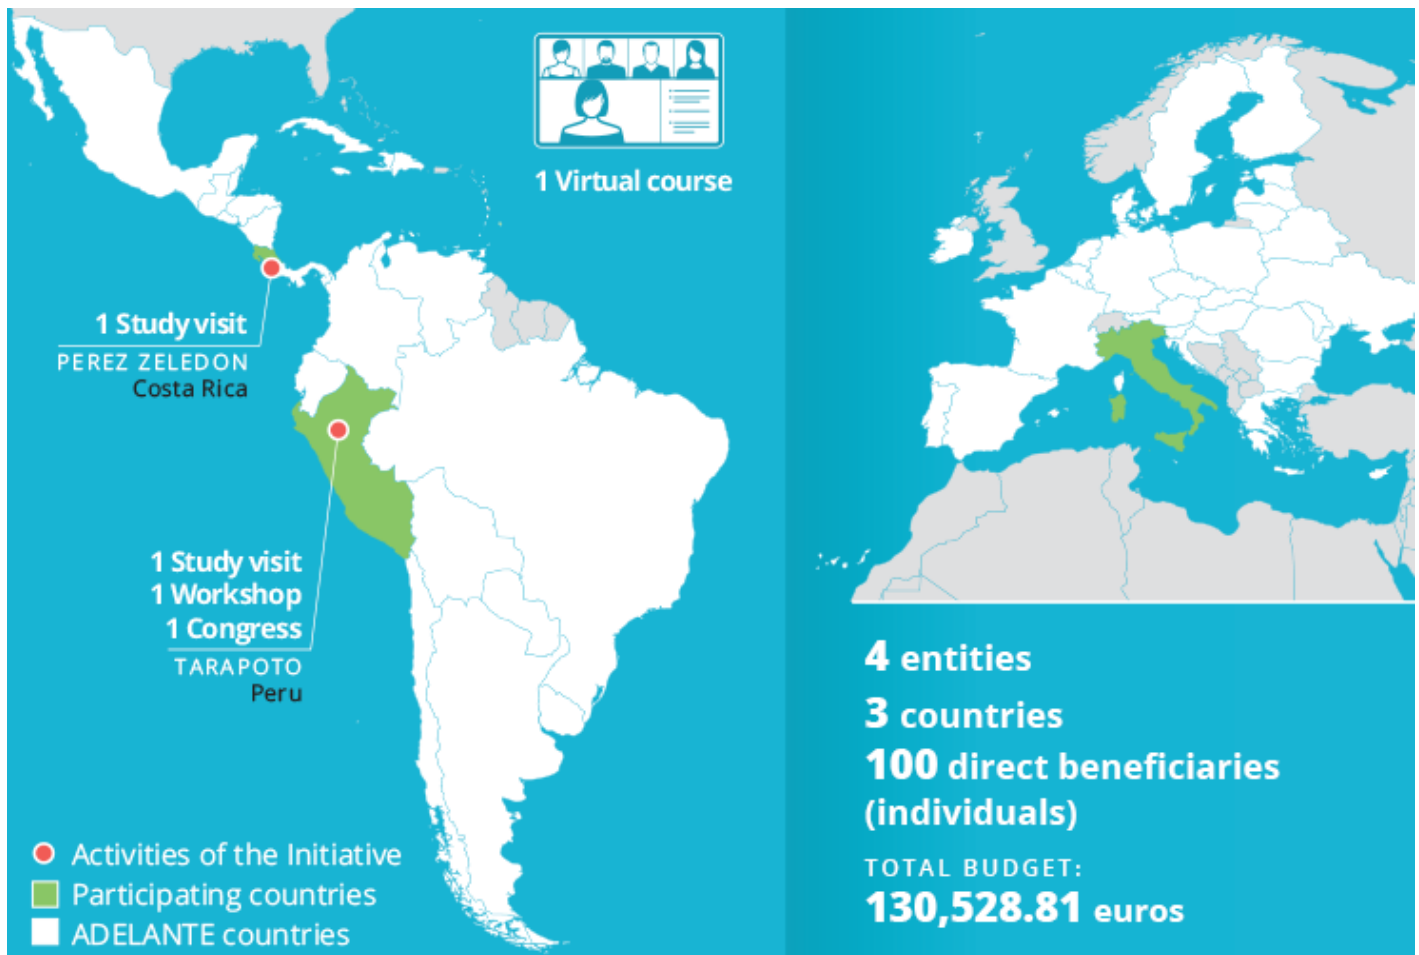 1 Virtual course
1 Study visit
PEREZ ZELEDON
Costa Rica
1 Study visit
1 Workshop
1 Congress
TARAPOTO
Peru
Activities of the Initiative
Participating countries
ADELANTE countries
4 entities
3 countries
100 direct beneficiaries
(individuals)
TOTAL BUDGET:
130,528.81 euros